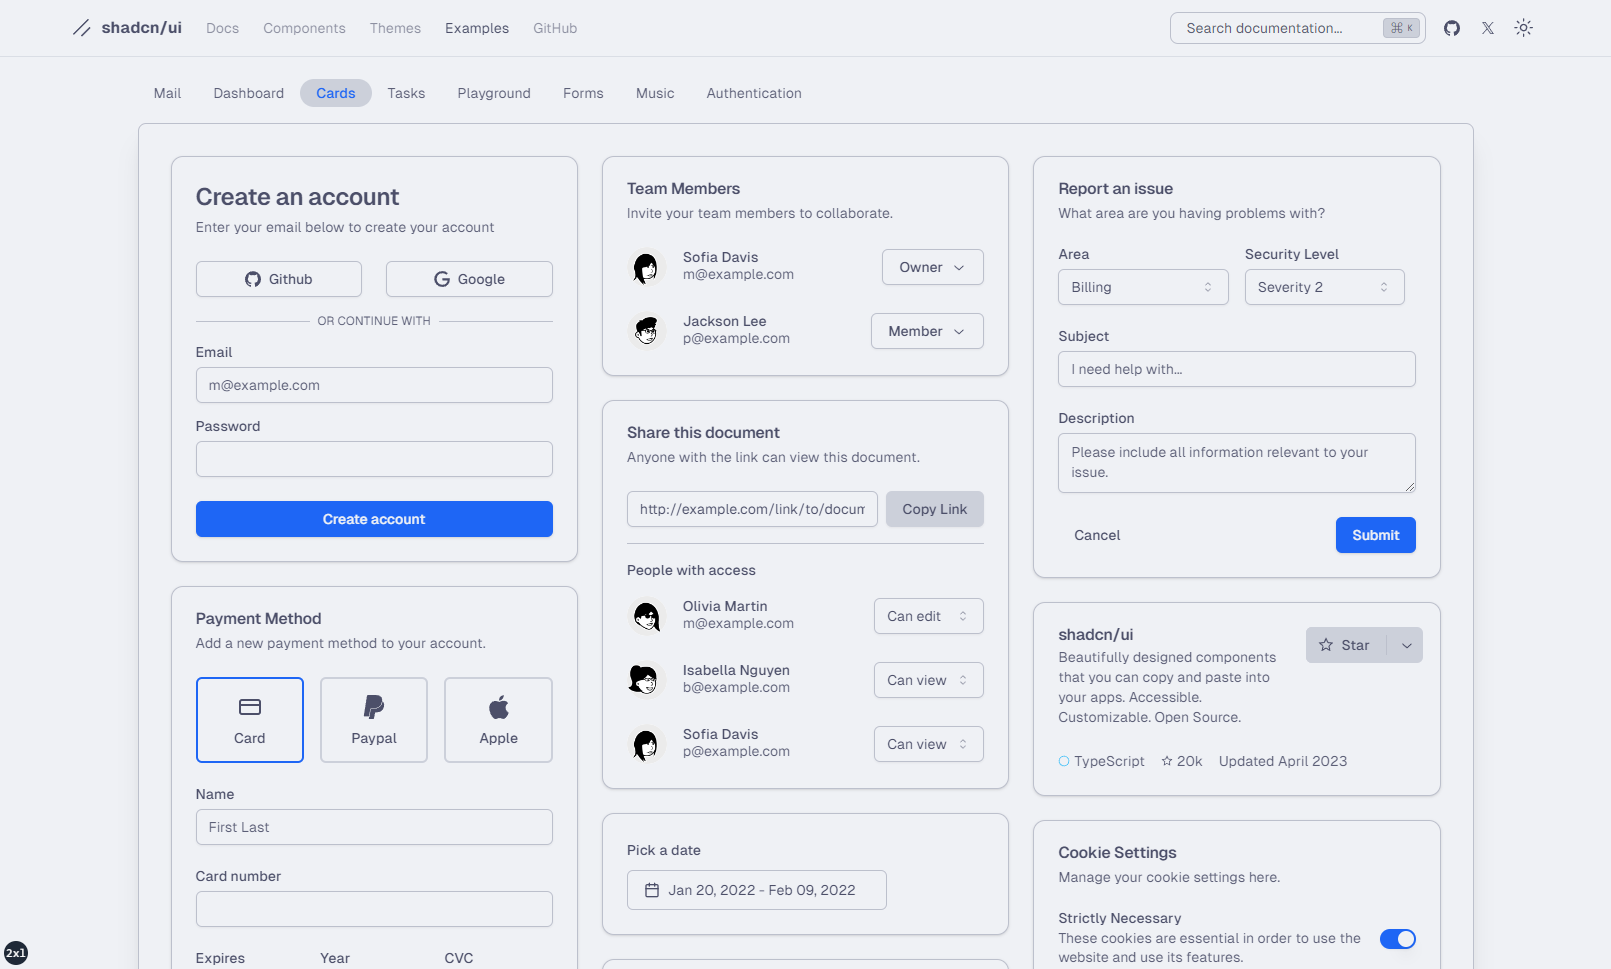 shadcn/ui Docs Components Themes Examples GitHub Search documentation... ⌘ K
Mail Dashboard Cards Tasks Playground Forms Music Authentication
Create an account
Enter your email below to create your account
Github Google
OR CONTINUE WITH
Email
m@example.com
Password
Create account
Payment Method
Add a new payment method to your account.
Card Paypal Apple
Name
First Last
Card number
Expires Year CVC
Team Members
Invite your team members to collaborate.
Sofia Davis
m@example.com
Owner
Jackson Lee
p@example.com
Member
Share this document
Anyone with the link can view this document.
http://example.com/link/to/docum
Copy Link
People with access
Olivia Martin
m@example.com
Can edit
Isabella Nguyen
b@example.com
Can view
Sofia Davis
p@example.com
Can view
Pick a date
Jan 20, 2022 - Feb 09, 2022
Report an issue
What area are you having problems with?
Area Security Level
Billing Severity 2
Subject
I need help with...
Description
Please include all information relevant to your
issue.
Cancel Submit
shadcn/ui
Star
Beautifully designed components
that you can copy and paste into
your apps. Accessible.
Customizable. Open Source.
TypeScript 20k Updated April 2023
Cookie Settings
Manage your cookie settings here.
Strictly Necessary
These cookies are essential in order to use the
website and use its features.
2x1